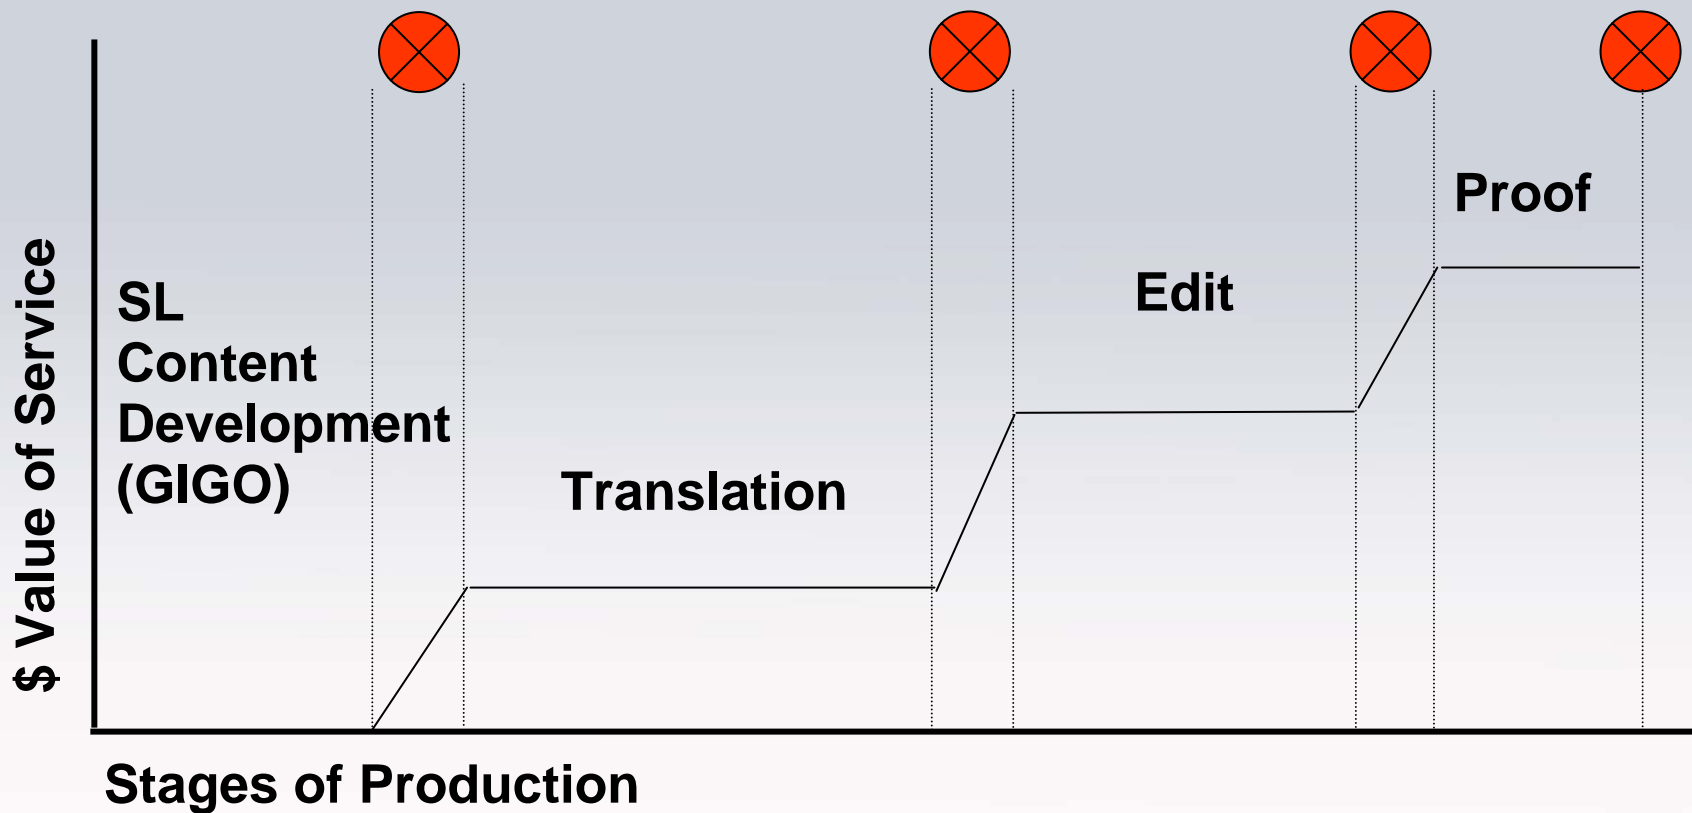 $ Value of Service
SL
Content
Development
(GIGO)
Translation
Edit
Proof
Stages of Production